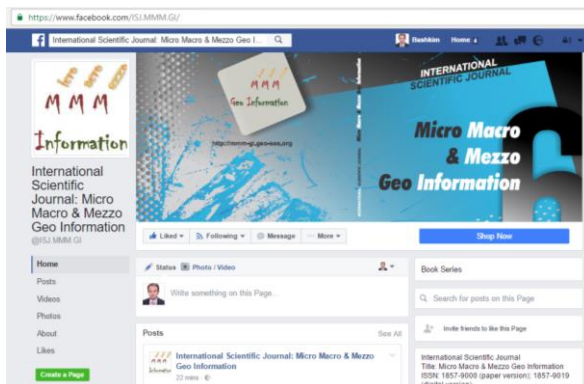 https://www.facebook.com/ISJ.MMM.GI/
International Scientific Journal: Micro Macro & Mezzo Geo I...
Bashkim
Home 4
M M M
Information
International
Scientific
Journal: Micro
Macro & Mezzo
Geo Information
@ISJ.MMM.GI
Home
Posts
Videos
Photos
About
Likes
Create a Page
M M M
Geo Information
http://mmm-gi.geo-see.org
INTERNATIONAL
SCIENTIFIC JOURNAL
Micro Macro
& Mezzo
Geo Information
6
Liked
Following
Message
More
Shop Now
Status
Photo / Video
Write something on this Page...
Posts
See All
International Scientific Journal: Micro Macro & Mezzo
Geo Information
22 mins
Book Series
Search for posts on this Page
Invite friends to like this Page
International Scientific Journal
Title: Micro Macro & Mezzo Geo Information
ISSN: 1857-9000 (paper version); 1857-9019
(digital version)